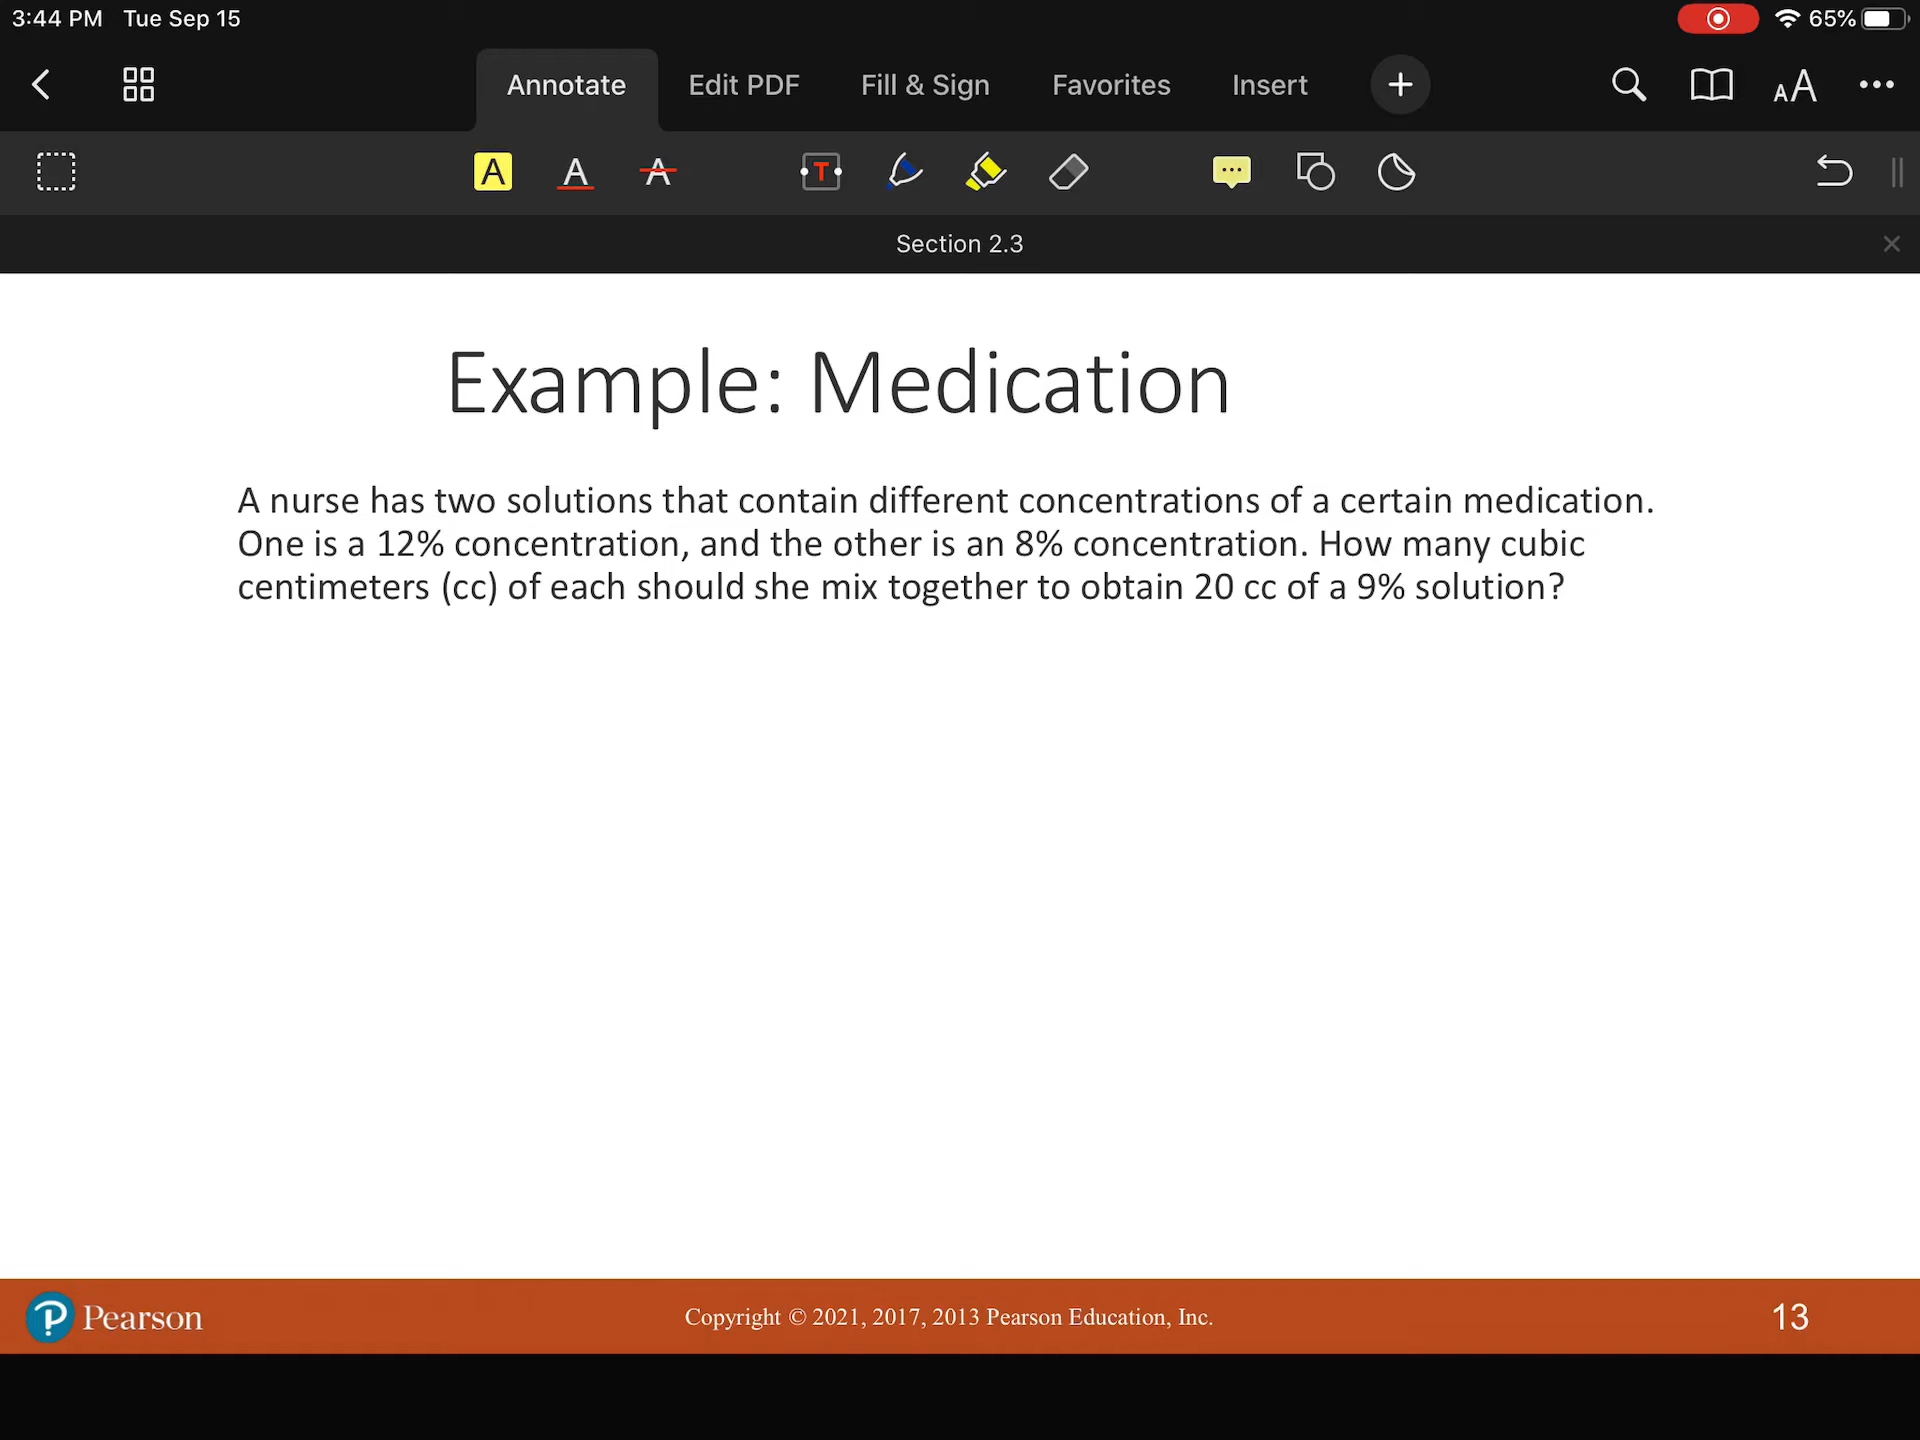 3:44 PM Tue Sep 15 65%
Annotate Edit PDF Fill & Sign Favorites Insert
Section 2.3
Example: Medication
A nurse has two solutions that contain different concentrations of a certain medication.
One is a 12% concentration, and the other is an 8% concentration. How many cubic
centimeters (cc) of each should she mix together to obtain 20 cc of a 9% solution?
Pearson Copyright © 2021, 2017, 2013 Pearson Education, Inc. 13